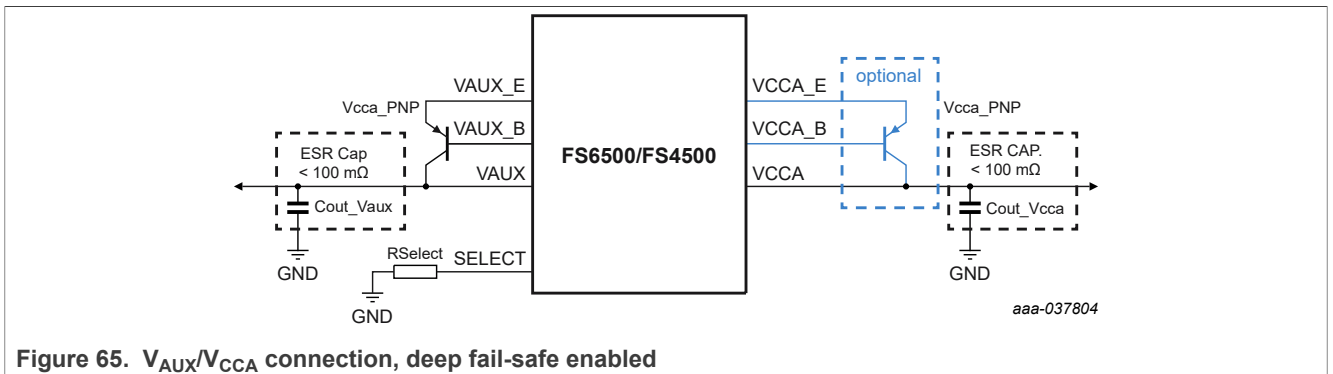 VAUX_E
Vcca_PNP
VAUX_B
ESR Cap
< 100 mΩ
VAUX
Cout_Vaux
GND
RSelect
SELECT
GND
FS6500/FS4500
VCCA_E
optional
Vcca_PNP
VCCA_B
ESR CAP.
< 100 mΩ
VCCA
Cout_Vcca
GND
aaa-037804
Figure 65. VAUX/VCCA connection, deep fail-safe enabled